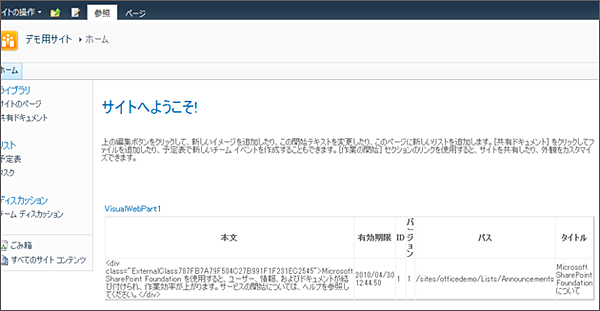 イトの操作 参照 ページ
デモ用サイト ホーム
ホーム
イブラリ
サイトのページ
共有ドキュメント
リスト
予定表
スク
ディスカッション
チーム ディスカッション
ごみ箱
すべてのサイト コンテンツ
サイトへようこそ!
上の編集ボタンをクリックして、新しいイメージを追加したり、この開始テキストを変更したり、このページに新しいリストを追加します。[共有ドキュメント] をクリックしてフ
ァイルを追加したり、予定表で新しいチーム イベントを作成することもできます。[作業の開始] セクションのリンクを使用すると、サイトを共有したり、外観をカスタマイ
ズできます。
VisualWebPart1
本文 有効期限 ID バージョン パス タイトル
<div
class="ExternalClass787FB7A79F504C27B991F1F231EC2545">Microsoft
SharePoint Foundation を使用すると、ユーザー、情報、およびドキュメントが結
び付けられ、作業効率が上がります。サービスの開始については、ヘルプを参照し
てください。</div>
2010/04/30
12:44:50
1 1 /sites/officedemo/Lists/Announcements
Microsoft
SharePoint
Foundation
について